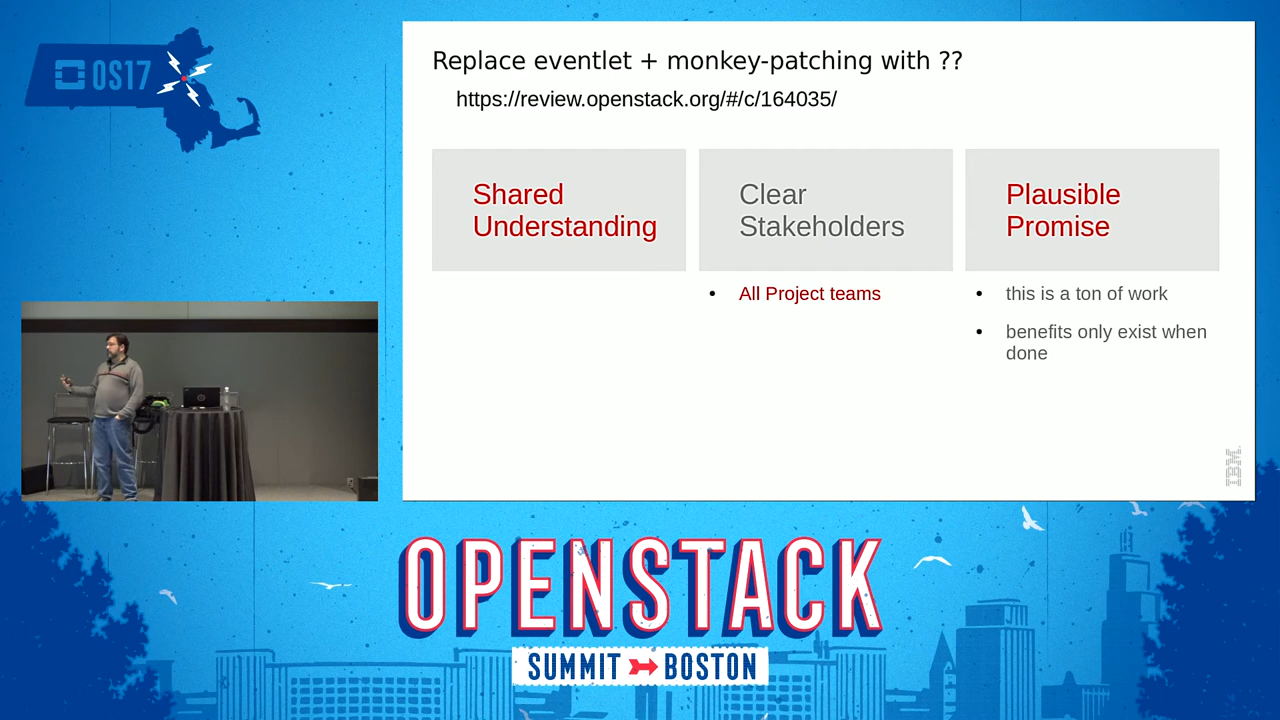 OS17
Replace eventlet + monkey-patching with ??
https://review.openstack.org/#/c/164035/
Shared
Understanding
Clear
Stakeholders
Plausible
Promise
• All Project teams
• this is a ton of work
• benefits only exist when
done
IBM
OPENSTACK
SUMMIT BOSTON